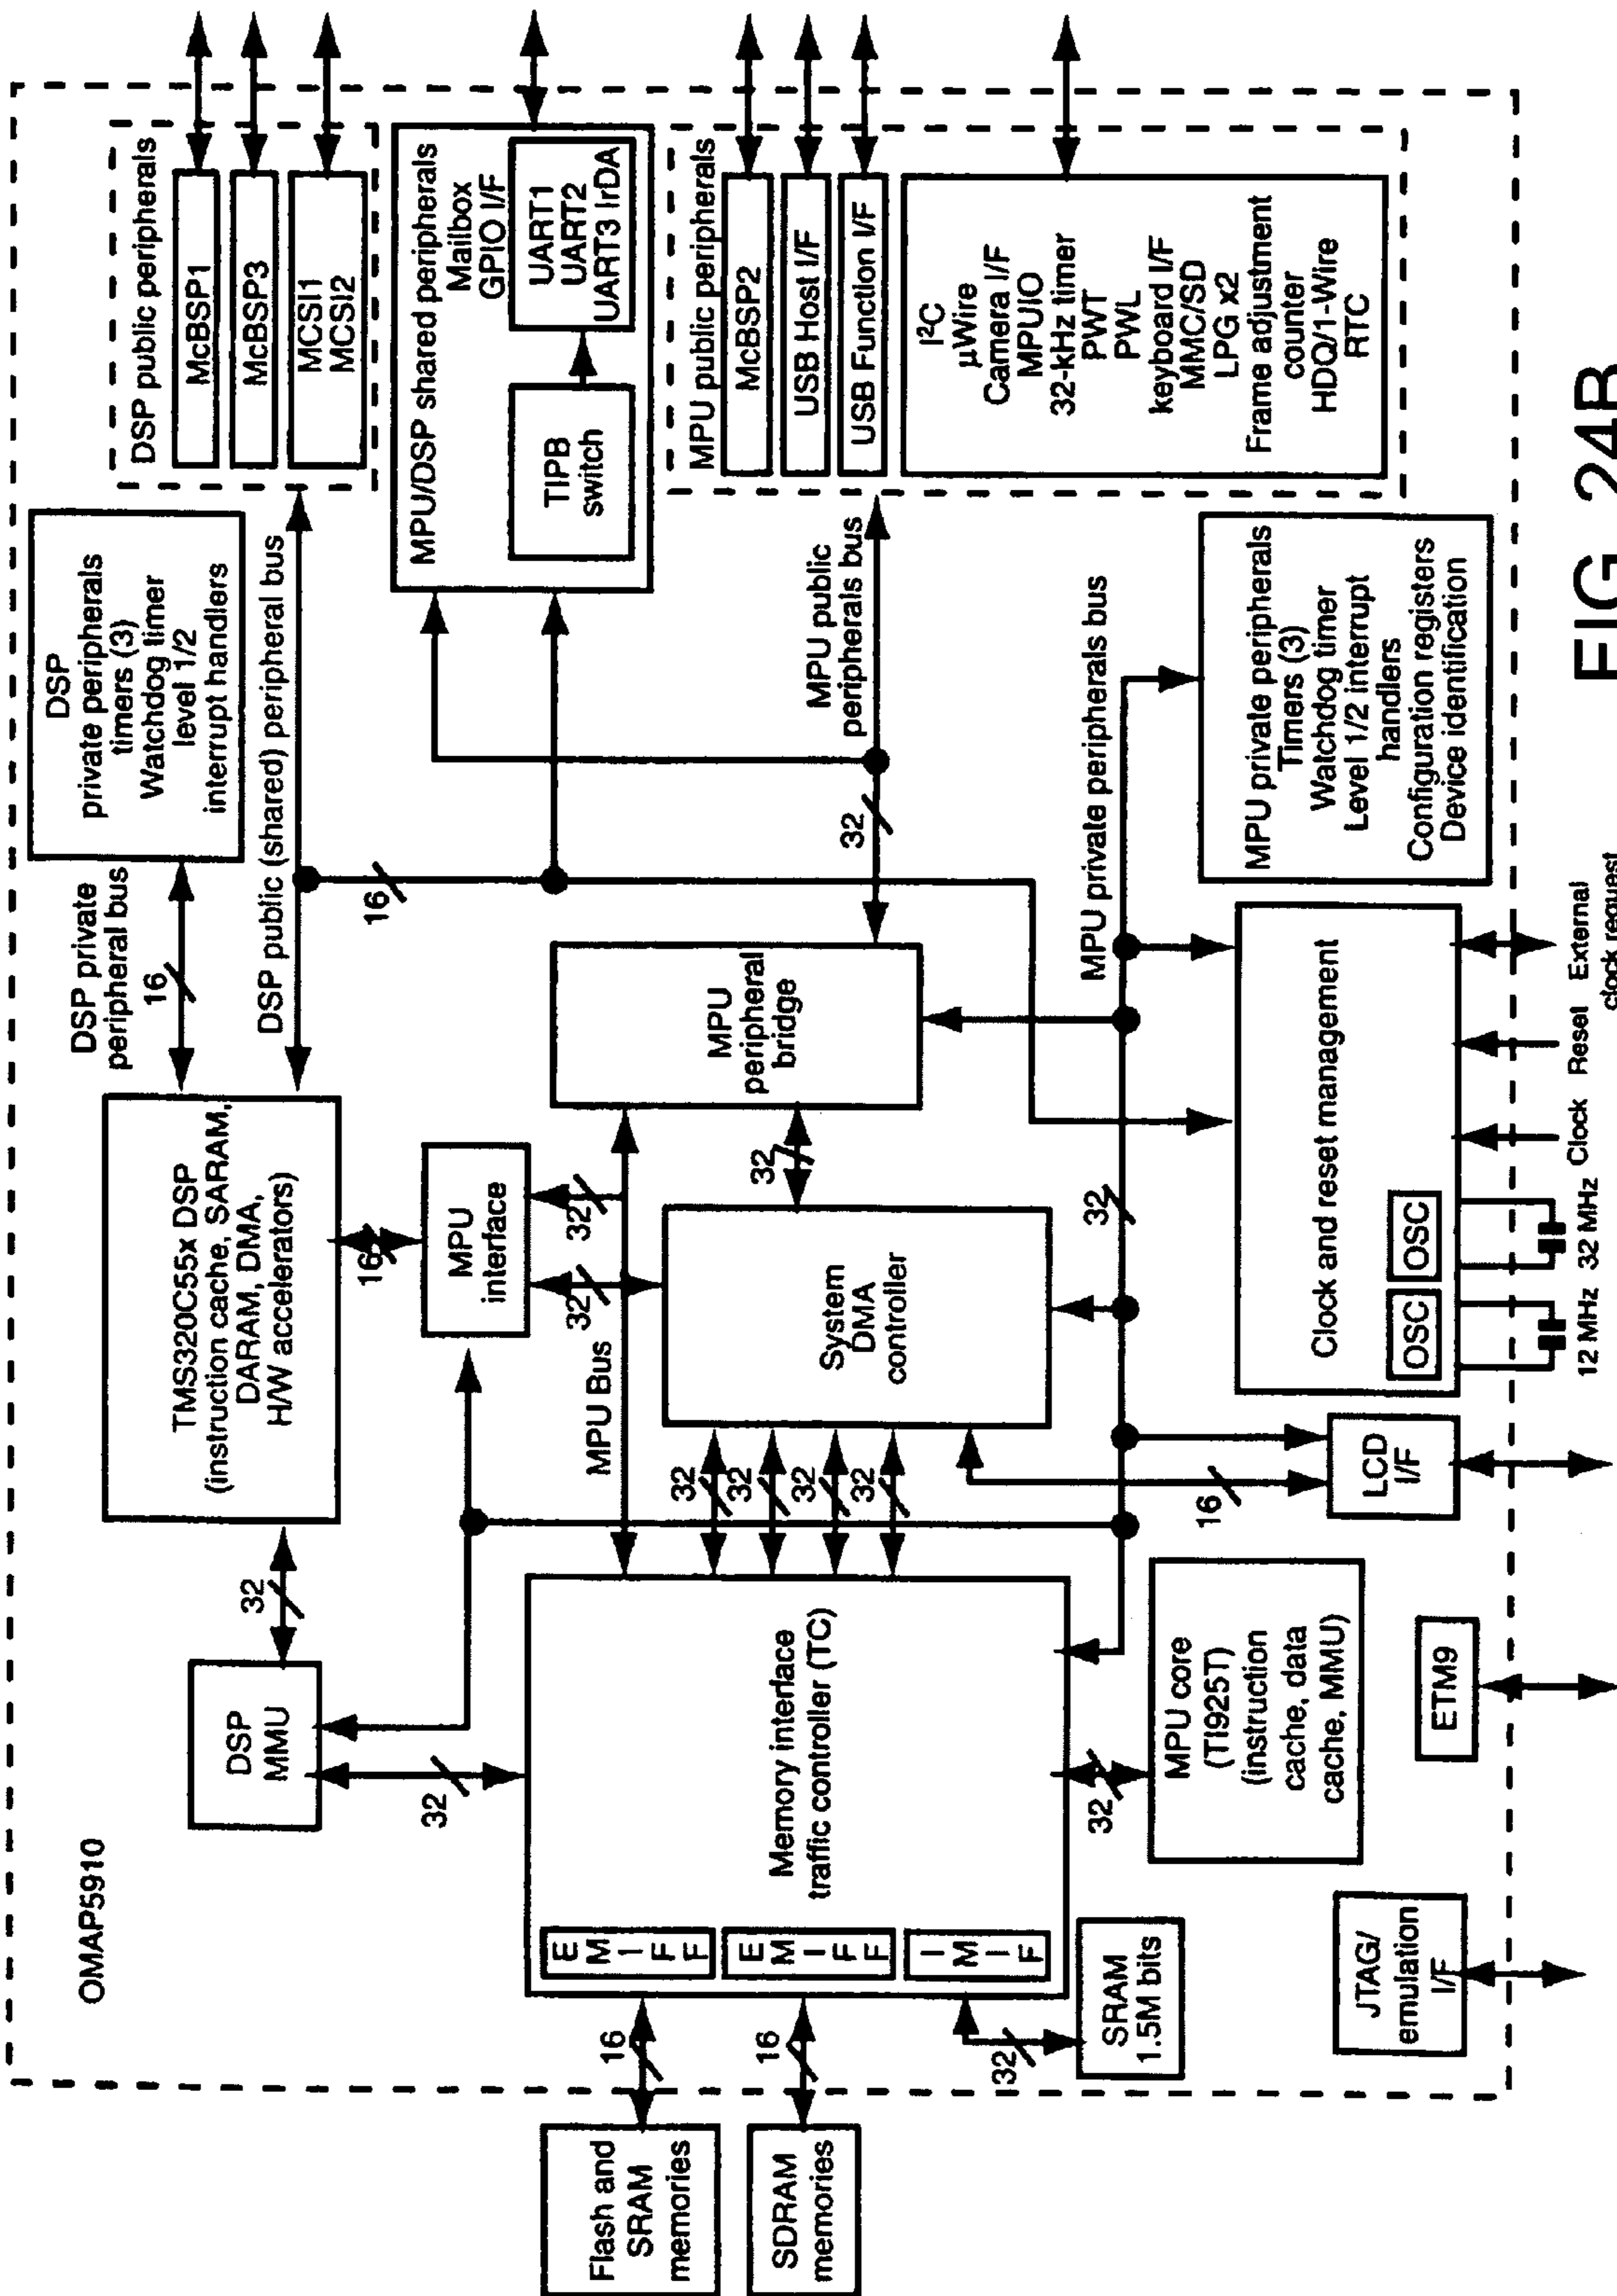 OMAP5910
DSP
MMU
32
32
TMS320C55x DSP
(instruction cache, SARAM,
DARAM, DMA,
H/W accelerators)
DSP private
peripheral bus
16
DSP
private peripherals
timers (3)
Watchdog timer
level 1/2
interrupt handlers
DSP public (shared) peripheral bus
16
DSP public peripherals
McBSP1
McBSP3
MCSI1
MCSI2
16
MPU
interface
32
32
MPU Bus
MPU/DSP shared peripherals
Mailbox
GPIO I/F
TIPB
switch
UART1
UART2
UART3 IrDA
Flash and
SRAM
memories
16
SDRAM
memories
16
E
M
I
F
F
E
M
I
F
F
I
M
I
F
Memory interface
traffic controller (TC)
32
32
32
32
System
DMA
controller
32
MPU
peripheral
bridge
32
MPU public
peripherals bus
MPU public peripherals
McBSP2
USB Host I/F
USB Function I/F
I²C
µWire
Camera I/F
MPUIO
32-kHz timer
PWT
PWL
keyboard I/F
MMC/SD
LPG x2
Frame adjustment
counter
HDQ/1-Wire
RTC
32
SRAM
1.5M bits
32
MPU core
(TI925T)
(instruction
cache, data
cache, MMU)
32
MPU private peripherals bus
16
LCD
I/F
Clock and reset management
OSC
OSC
MPU private peripherals
Timers (3)
Watchdog timer
Level 1/2 interrupt
handlers
Configuration registers
Device identification
JTAG/
emulation
I/F
ETM9
12 MHz
32 MHz
Clock
Reset
External
clock request
FIG 24B